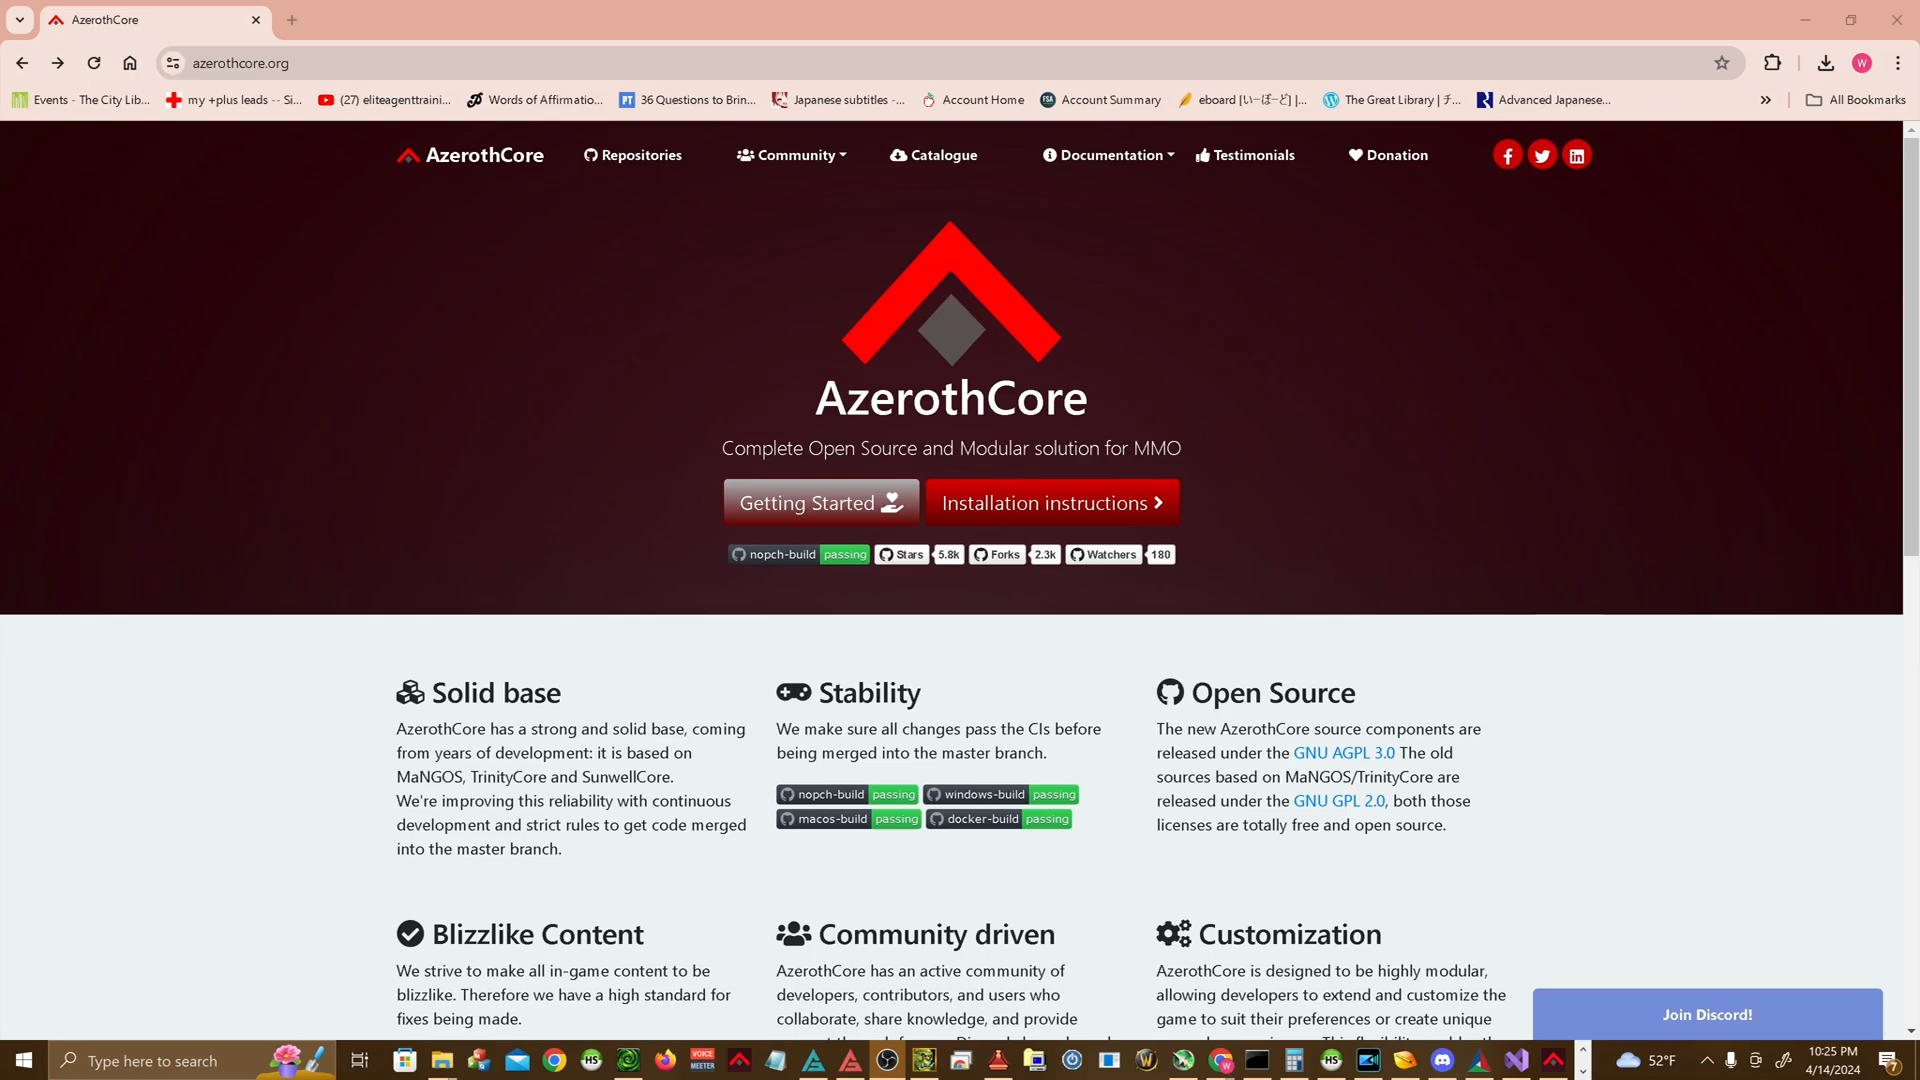 AzerothCore
azerothcore.org
Events - The City Lib...
my +plus leads -- Si...
(27) eliteagenttraini...
Words of Affirmatio...
36 Questions to Brin...
Japanese subtitles -...
Account Home
Account Summary
eboard [いーぼーど] |...
The Great Library | チ...
Advanced Japanese...
All Bookmarks
AzerothCore
Repositories
Community
Catalogue
Documentation
Testimonials
Donation
AzerothCore
Complete Open Source and Modular solution for MMO
Getting Started
Installation instructions
nopch-build passing Stars 5.8k Forks 2.3k Watchers 180
Solid base
AzerothCore has a strong and solid base, coming
from years of development: it is based on
MaNGOS, TrinityCore and SunwellCore.
We're improving this reliability with continuous
development and strict rules to get code merged
into the master branch.
Stability
We make sure all changes pass the CIs before
being merged into the master branch.
nopch-build passing windows-build passing
macos-build passing docker-build passing
Open Source
The new AzerothCore source components are
released under the GNU AGPL 3.0 The old
sources based on MaNGOS/TrinityCore are
released under the GNU GPL 2.0, both those
licenses are totally free and open source.
Blizzlike Content
We strive to make all in-game content to be
blizzlike. Therefore we have a high standard for
fixes being made.
Community driven
AzerothCore has an active community of
developers, contributors, and users who
collaborate, share knowledge, and provide
Customization
AzerothCore is designed to be highly modular,
allowing developers to extend and customize the
game to suit their preferences or create unique
Join Discord!
Type here to search
52°F
10:25 PM
4/14/2024